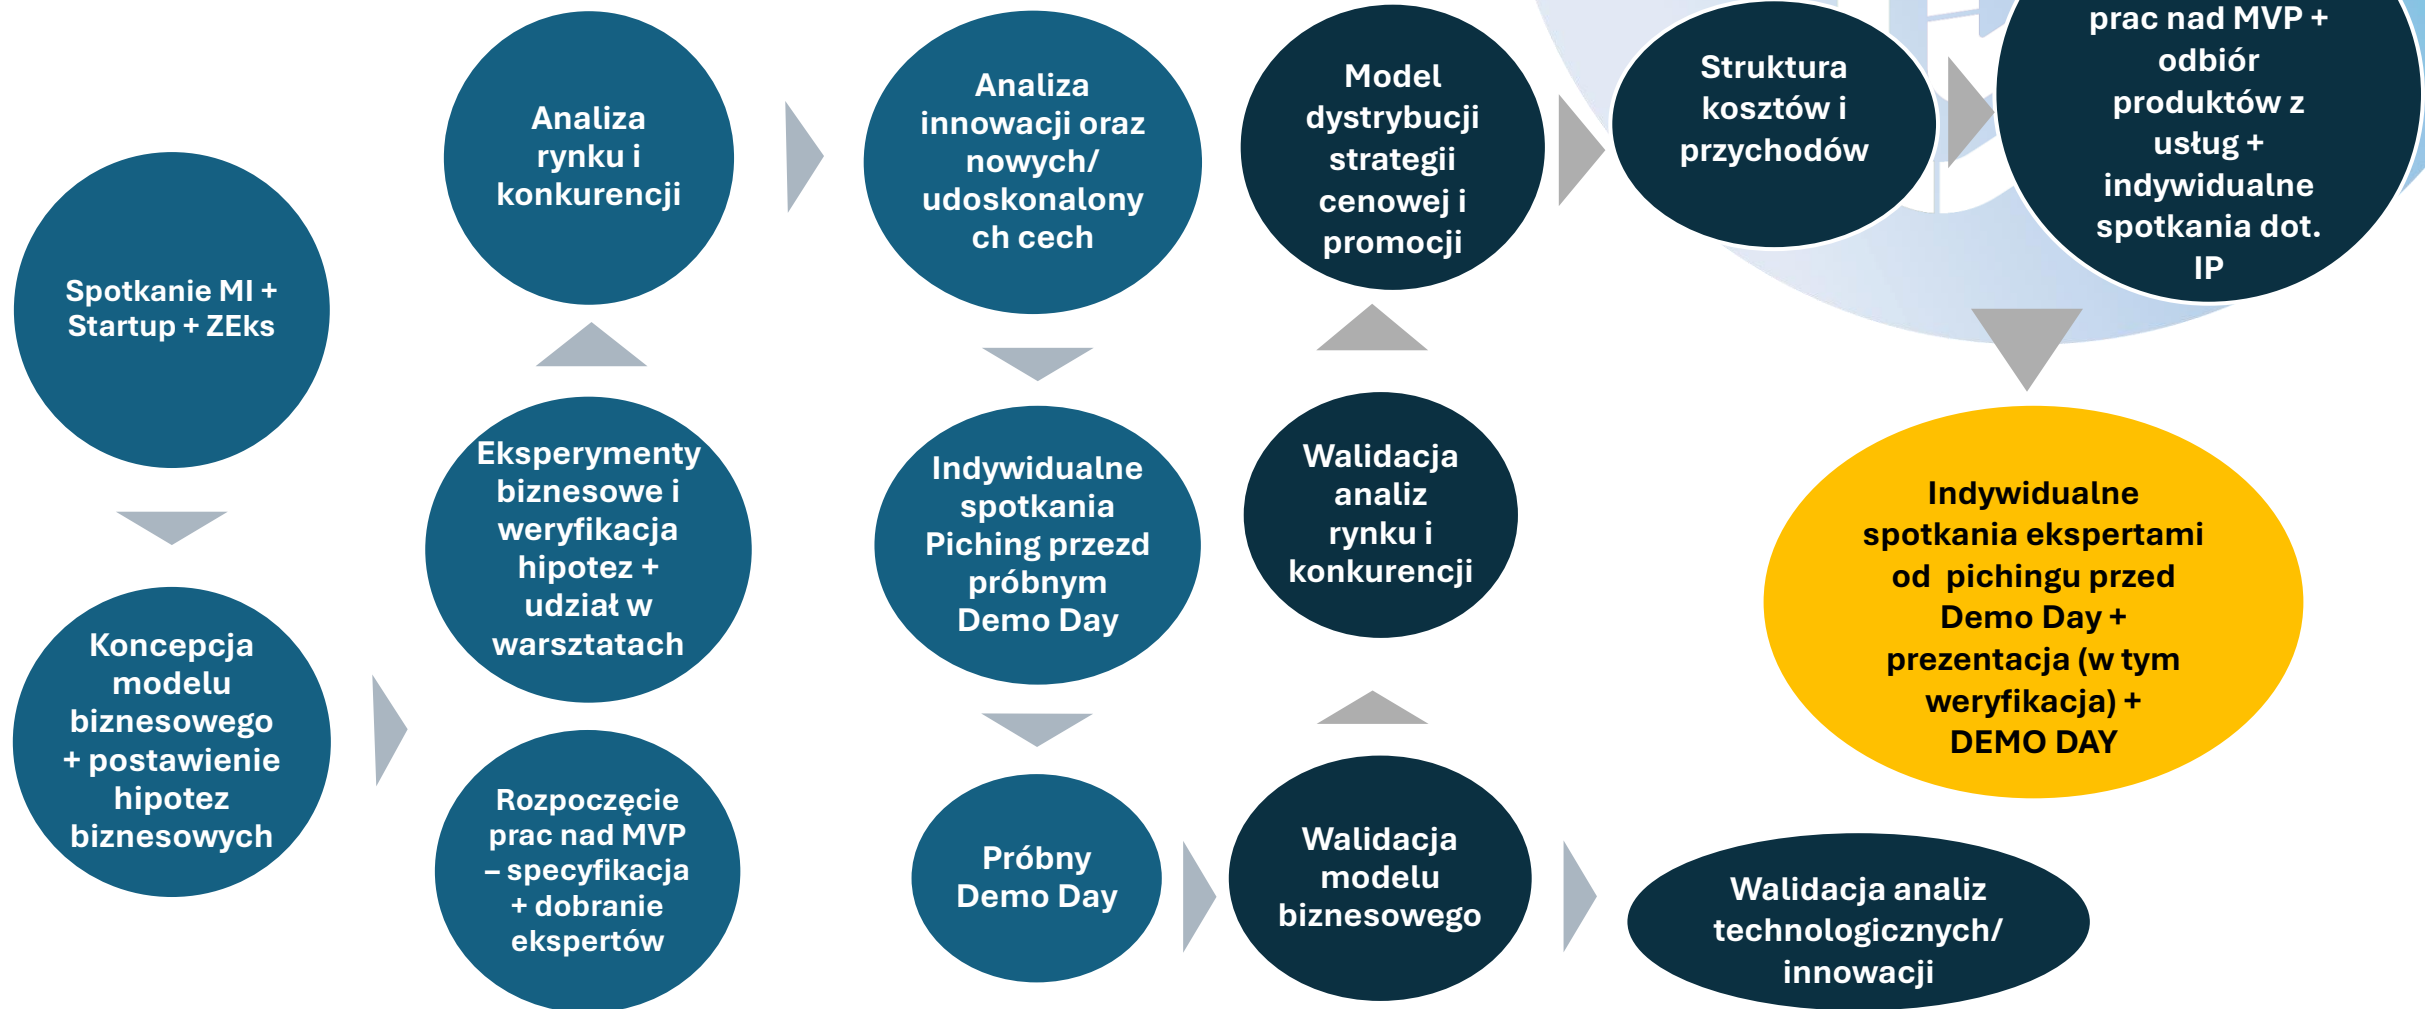 Spotkanie MI +
Startup + ZEks
Koncepcja
modelu
biznesowego
+ postawienie
hipotez
biznesowych
Analiza
rynku i
konkurencji
Eksperymenty
biznesowe i
weryfikacja
hipotez +
udział w
warsztatach
Rozpoczęcie
prac nad MVP
– specyfikacja
+ dobranie
ekspertów
Analiza
innowacji oraz
nowych/
udoskonalony
ch cech
Indywidualne
spotkania
Piching przezd
próbnym
Demo Day
Próbny
Demo Day
Model
dystrybucji
strategii
cenowej i
promocji
Walidacja
analiz
rynku i
konkurencji
Walidacja
modelu
biznesowego
Struktura
kosztów i
przychodów
prac nad MVP +
odbiór
produktów z
usług +
indywidualne
spotkania dot.
IP
Indywidualne
spotkania ekspertami
od pichingu przed
Demo Day +
prezentacja (w tym
weryfikacja) +
DEMO DAY
Walidacja analiz
technologicznych/
innowacji